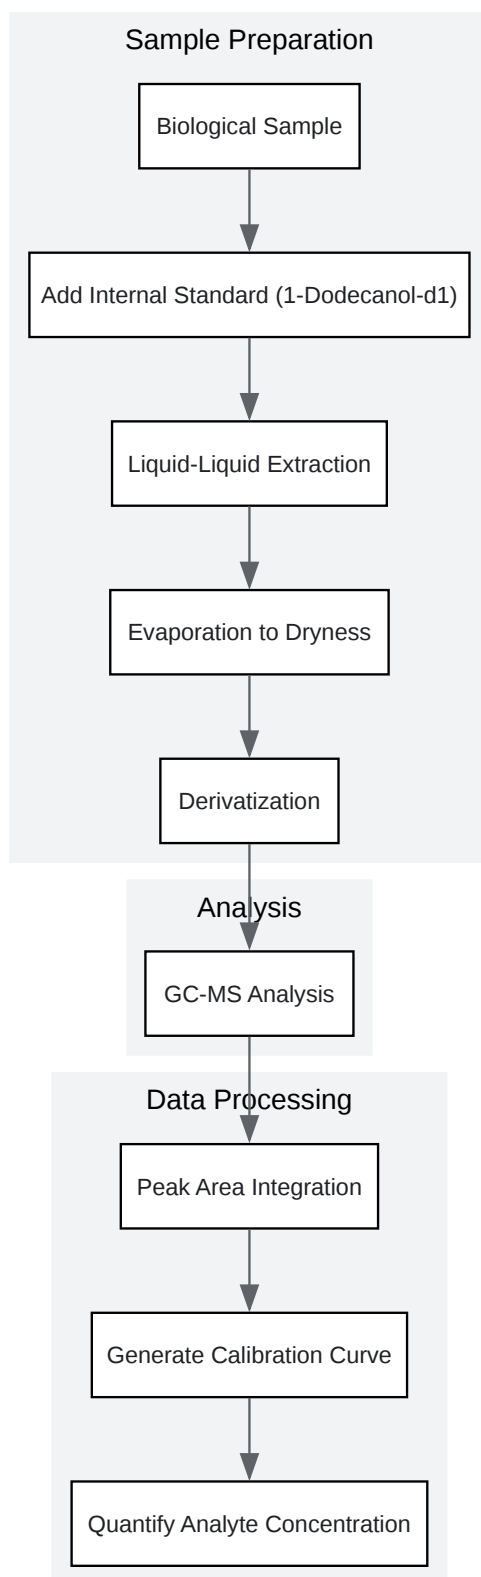 Sample Preparation
Biological Sample
Add Internal Standard (1-Dodecanol-d1)
Liquid-Liquid Extraction
Evaporation to Dryness
Derivatization
Analysis
GC-MS Analysis
Data Processing
Peak Area Integration
Generate Calibration Curve
Quantify Analyte Concentration